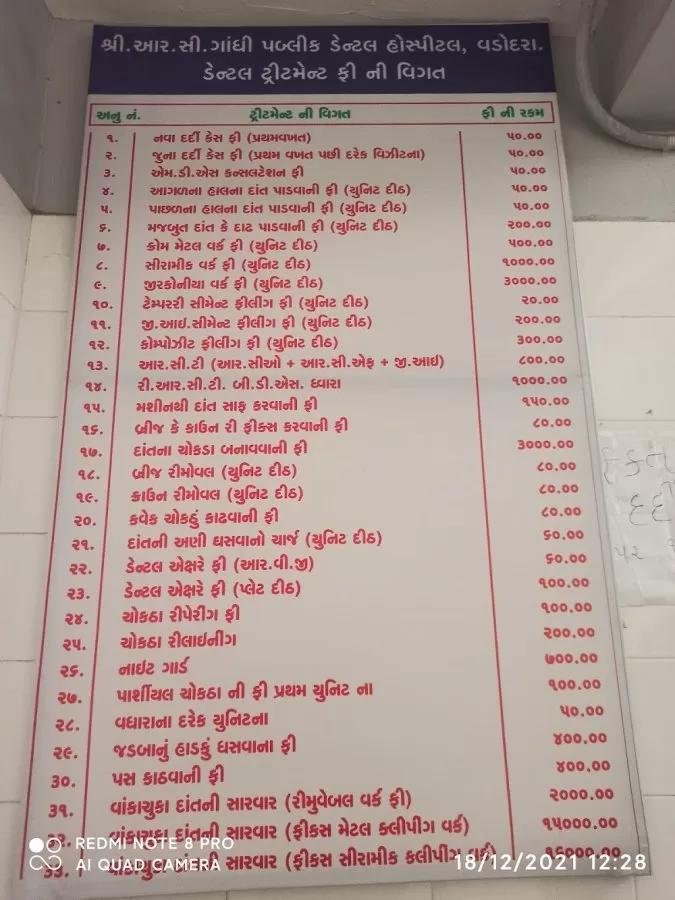 શ્રી.આર.સી.ગાંધી પબ્લીક ડેન્ટલ હોસ્પીટલ, વડોદરા.
ડેન્ટલ ટ્રીટમેન્ટ ફી ની વિગત
અનુ નં. ટ્રીટમેન્ટ ની વિગત ફી ની રકમ
૧. નવા દર્દી કેસ ફી (પ્રથમવખત) ૫૦.૦૦
૨. જુના દર્દી કેસ ફી (પ્રથમ વખત પછી દરેક વિઝીટના) ૫૦.૦૦
૩. એમ.ડી.એસ કન્સલટેશન ફી ૫૦.૦૦
૪. આગળના હાલના દાંત પાડવાની ફી (યુનિટ દીઠ) ૫૦.૦૦
૫. પાછળના હાલના દાંત પાડવાની ફી (યુનિટ દીઠ) ૫૦.૦૦
૬. મજબુત દાંત કે દાઢ પાડવાની ફી (યુનિટ દીઠ) ૨૦૦.૦૦
૭. કોમ મેટલ વર્ક ફી (યુનિટ દીઠ) ૫૦૦.૦૦
૮. સીરામીક વર્ક ફી (યુનિટ દીઠ) ૧૦૦૦.૦૦
૯. જીરકોનીયા વર્ક ફી (યુનિટ દીઠ) ૩૦૦૦.૦૦
૧૦. ટેમ્પરરી સીમેન્ટ ફીલીંગ ફી (યુનિટ દીઠ) ૨૦.૦૦
૧૧. જી.આઇ.સીમેન્ટ ફીલીંગ ફી (યુનિટ દીઠ) ૨૦૦.૦૦
૧૨. કોમ્પોઝીટ ફીલીંગ ફી (યુનિટ દીઠ) ૩૦૦.૦૦
૧૩. આર.સી.ટી (આર.સીઓ + આર.સી.એફ + જી.આઇ) ૮૦૦.૦૦
૧૪. રી.આર.સી.ટી. બી.ડી.એસ. ધ્વારા ૧૦૦૦.૦૦
૧૫. મશીનથી દાંત સાફ કરવાની ફી ૧૫૦.૦૦
૧૬. બ્રીજ કે ક્રાઉન રી ફીક્સ કરવાની ફી ૮૦.૦૦
૧૭. દાંતના ચોકડા બનાવવાની ફી ૩૦૦૦.૦૦
૧૮. બ્રીજ રીમોવલ (યુનિટ દીઠ) ૮૦.૦૦
૧૯. ક્રાઉન રીમોવલ (યુનિટ દીઠ) ૮૦.૦૦
૨૦. કવેક ચોકડું કાઢવાની ફી ૮૦.૦૦
૨૧. દાંતની અણી ઘસવાનો ચાર્જ (યુનિટ દીઠ) ૬૦.૦૦
૨૨. ડેન્ટલ એક્ષરે ફી (આર.વી.જી) ૬૦.૦૦
૨૩. ડેન્ટલ એક્ષરે ફી (પ્લેટ દીઠ) ૧૦૦.૦૦
૨૪. ચોકઠા રીપેરીંગ ફી ૧૦૦.૦૦
૨૫. ચોકઠા રીલાઇનીંગ ૨૦૦.૦૦
૨૬. નાઇટ ગાર્ડ ૭૦૦.૦૦
૨૭. પાર્શીયલ ચોકઠા ની ફી પ્રથમ યુનિટ ના ૧૦૦.૦૦
૨૮. વધારાના દરેક યુનિટના ૫૦.૦૦
૨૯. જડબાનું હાડકું ઘસવાના ફી ૪૦૦.૦૦
૩૦. પસ કાઠવાની ફી ૪૦૦.૦૦
૩૧. વાંકાચુકા દાંતની સારવાર (રીમુવેબલ વર્ક ફી) ૨૦૦૦.૦૦
વાંકાચુકા દાંતની સારવાર (ફીકસ મેટલ ક્લીપીંગ વર્ક) ૧૫૦૦૦.૦૦
૩૩. સારવાર (ફીકસ સીરામીક ક્લીપીંગ વર્ક)
REDMI NOTE 8 PRO
AI QUAD CAMERA
18/12/2021 12:28